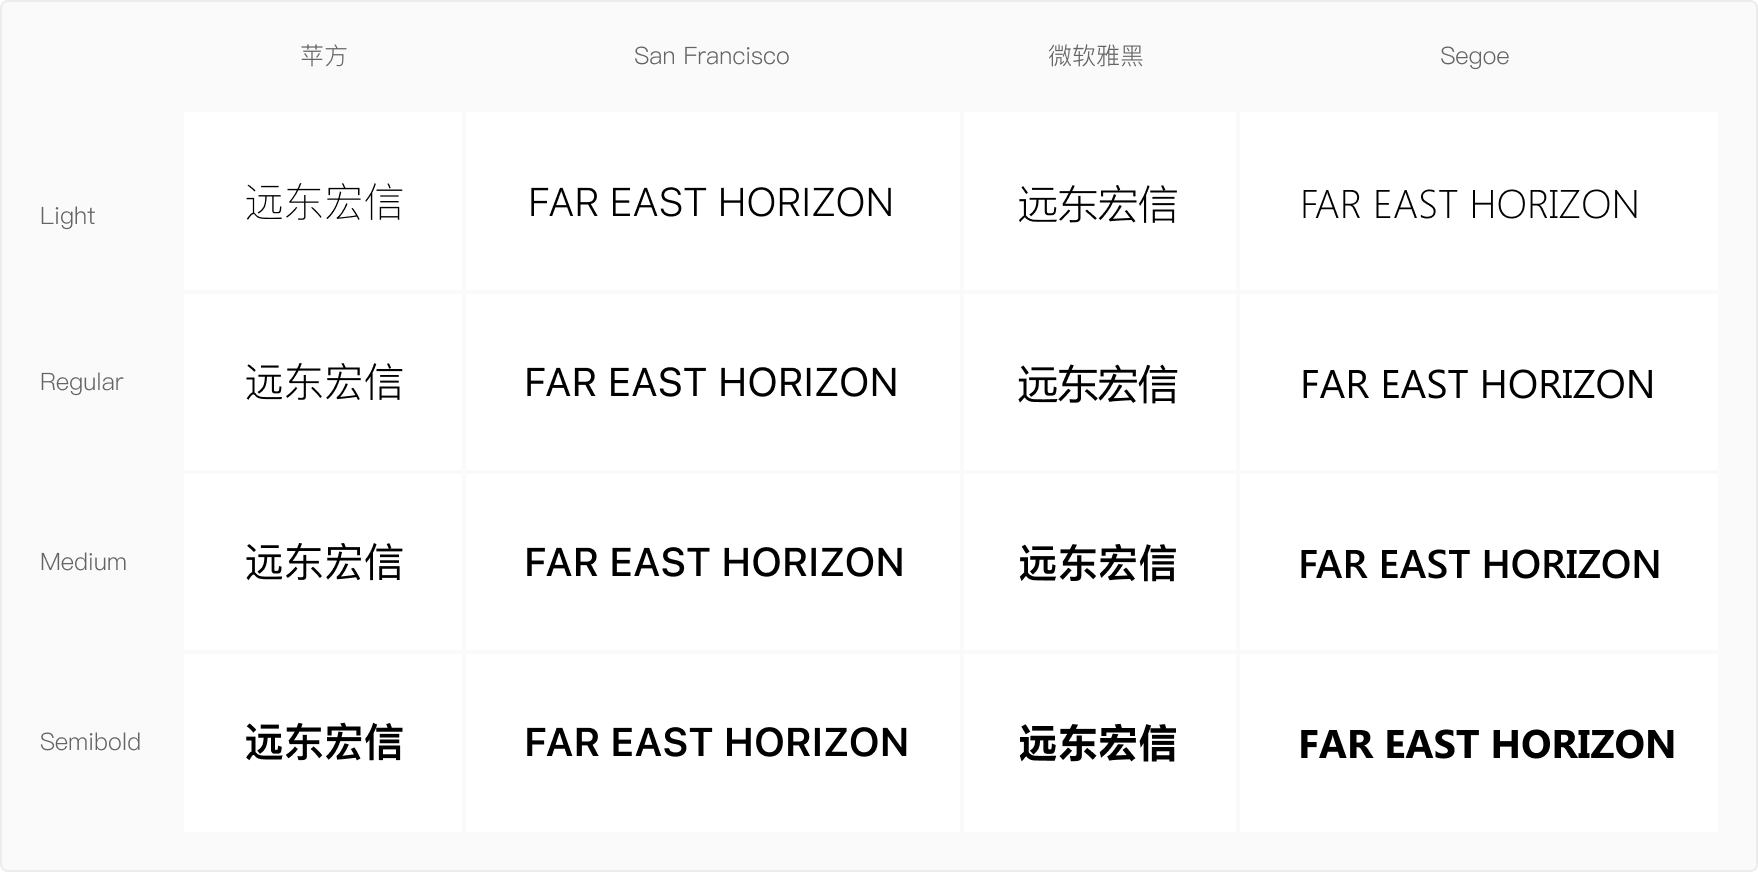 苹方 San Francisco 微软雅黑 Segoe
Light 远东宏信 FAR EAST HORIZON 远东宏信 FAR EAST HORIZON
Regular 远东宏信 FAR EAST HORIZON 远东宏信 FAR EAST HORIZON
Medium 远东宏信 FAR EAST HORIZON 远东宏信 FAR EAST HORIZON
Semibold 远东宏信 FAR EAST HORIZON 远东宏信 FAR EAST HORIZON